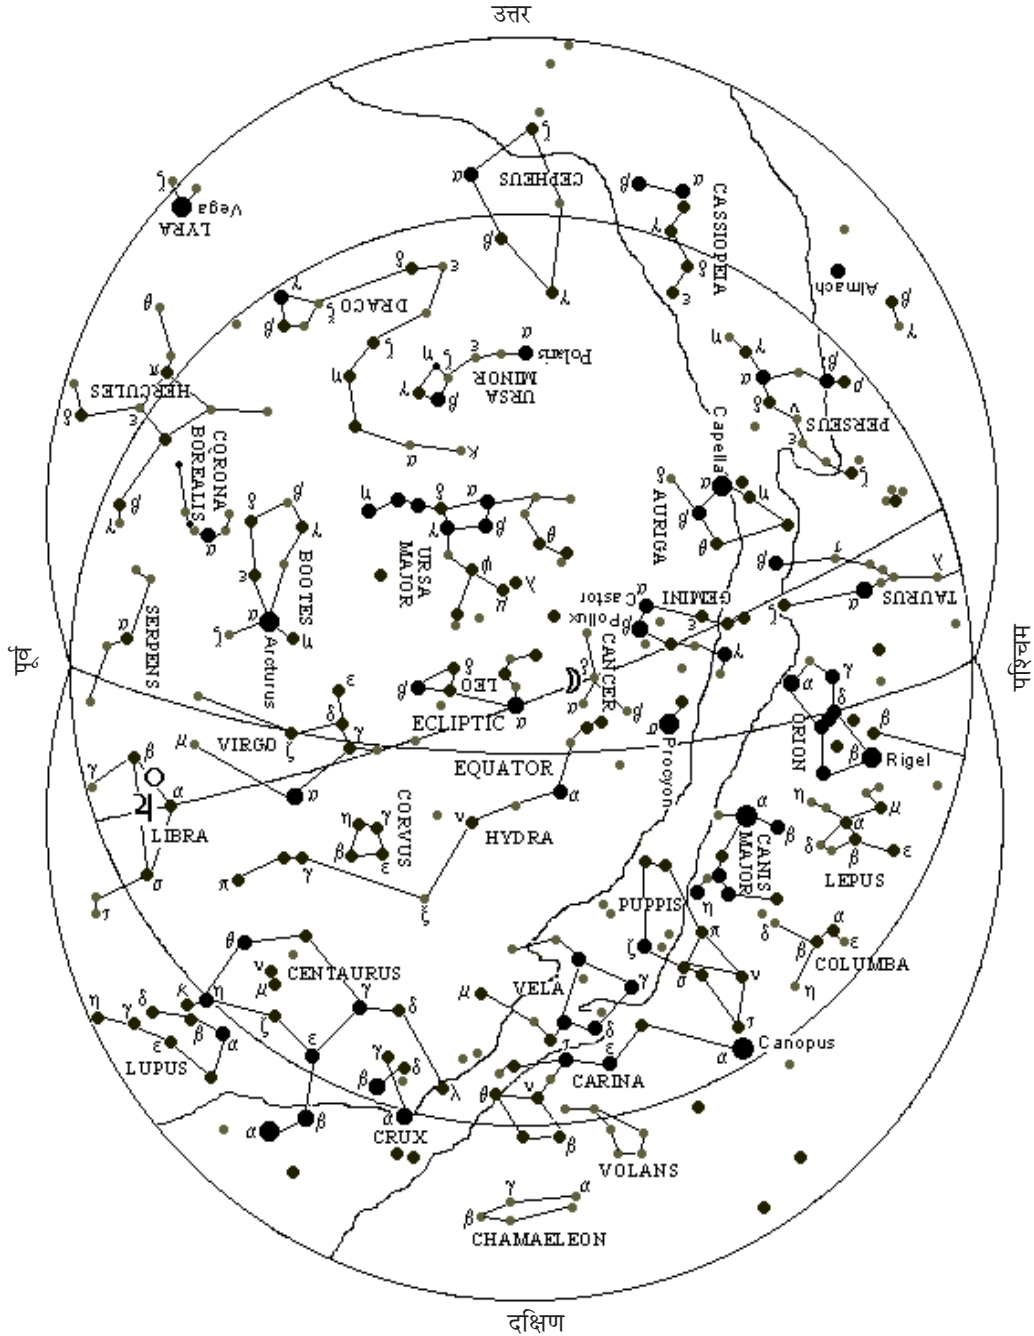 उत्तर
ζ
ζ
α
CEPHEUS
β
α
CASSIOPEIA
Vega
LYRA
γ
β
δ
ε
δ
γ
DRACO
ε
γ
Almach
θ
β
ξ
β
γ
α
Polaris
ζ
η
ε
ζ
URSA
MINOR
η
γ
α
β
ρ
π
HERCULES
η
γ
β
δ
ε
δ
ν
PERSEUS
ε
Capella
CORONA
BOREALIS
α
κ
ζ
α
β
γ
δ
β
γ
η
δ
α
β
AURIGA
α
β
η
θ
α
URSA
MAJOR
BOOTES
θ
β
ι
λ
ε
ψ
λ
μ
α
Castor
GEMINI
ε
ζ
α
TAURUS
SERPENS
α
α
ζ
η
Arcturus
Pollux
β
CANCER
पूर्व
पश्चिम
β
δ
LEO
γ
α
γ
δ
ε
δ
ECLIPTIC
α
α
β
α
Procyon
ORION
β
μ
VIRGO
ζ
γ
EQUATOR
Rigel
γ
β
α
α
α
η
μ
LIBRA
CORVUS
η
γ
β
ε
ν
HYDRA
α
β
CANIS
MAJOR
α
δ
β
ε
LEPUS
σ
π
γ
ξ
PUPPIS
η
τ
θ
ζ
π
δ
α
β
ε
COLUMBA
ν
μ
CENTAURUS
κ
η
γ
δ
VELA
γ
μ
σ
ν
η
η
γ
δ
β
α
ζ
ε
LUPUS
ε
δ
τ
ε
τ
α
Canopus
γ
δ
β
λ
θ
ν
CARINA
α
β
α
CRUX
β
VOLANS
γ
α
β
CHAMAELEON
दक्षिण